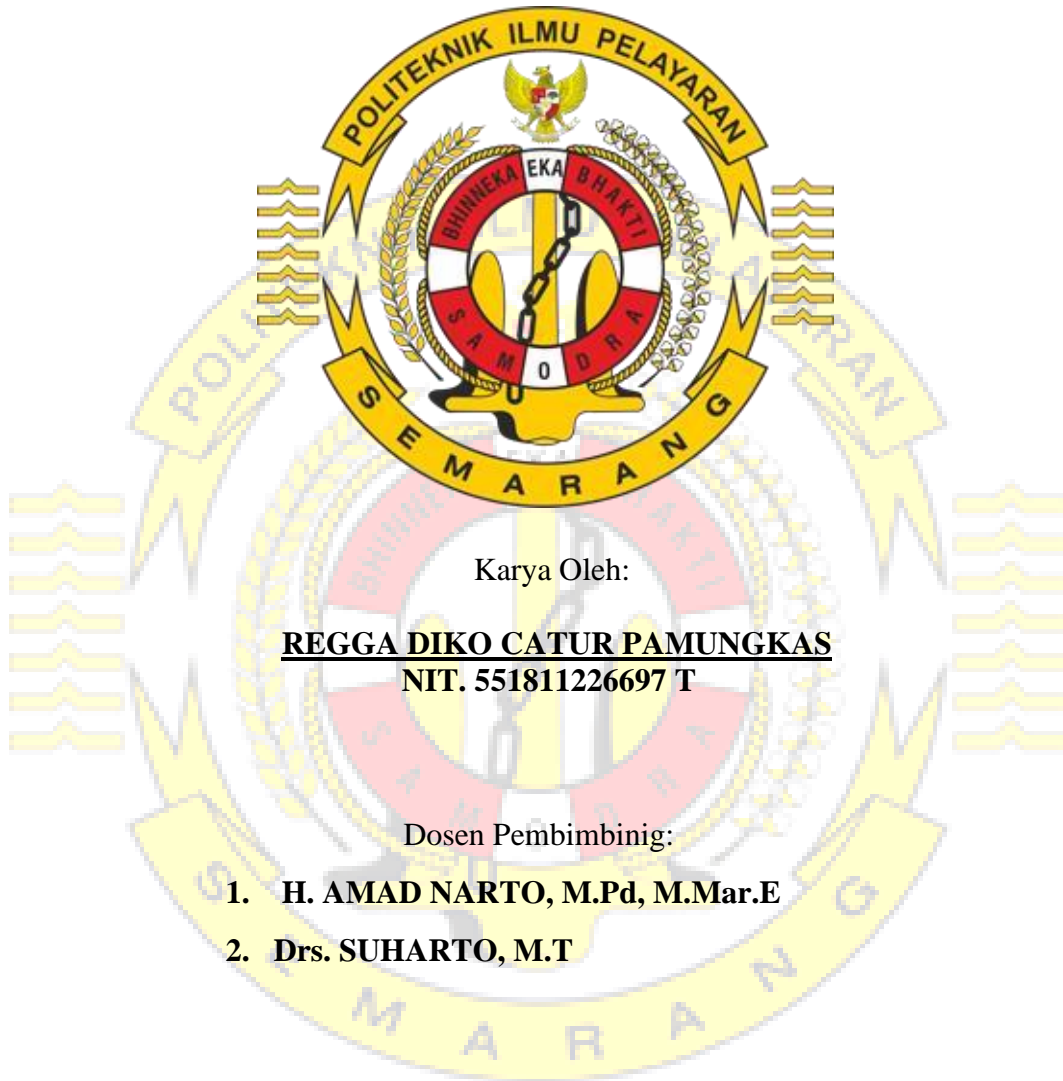 POLITEKNIK ILMU PELAYARAN
BHINNEKA EKA BHAKTI
SAMODRA
SEMARANG
Karya Oleh:
REGGA DIKO CATUR PAMUNGKAS
NIT. 551811226697 T
Dosen Pembimbinig:
1. H. AMAD NARTO, M.Pd, M.Mar.E
2. Drs. SUHARTO, M.T
SEMARANG